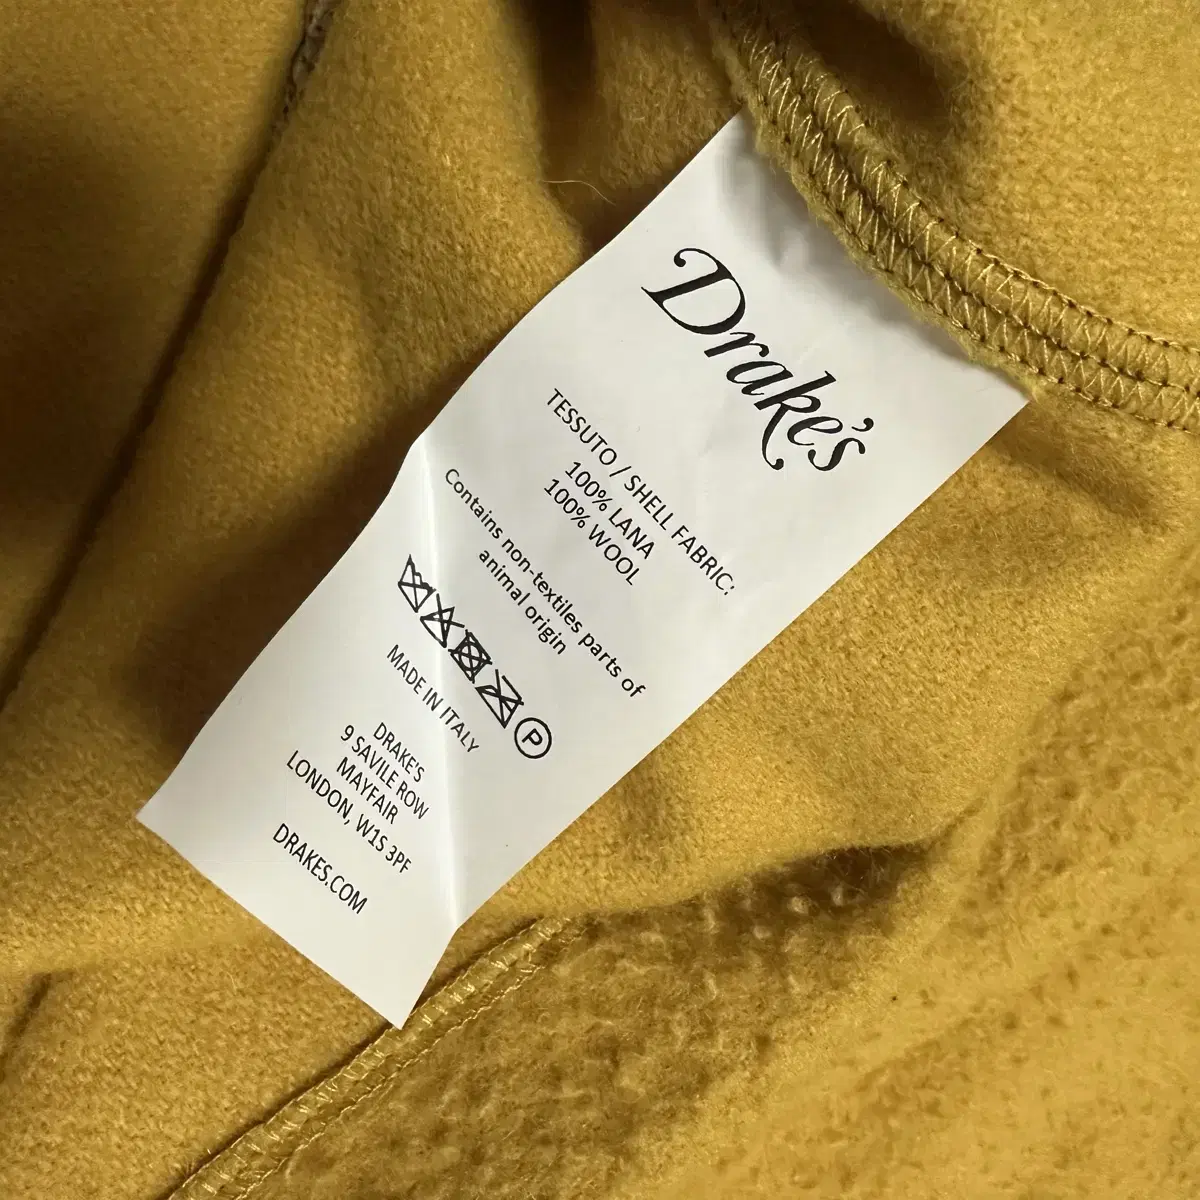 Drake's
TESSUTO / SHELL FABRIC:
100% LANA
100% WOOL
Contains non-textiles parts of
animal origin
P
MADE IN ITALY
DRAKE'S
9 SAVILE ROW
MAYFAIR
LONDON, W1S 3PF
DRAKES.COM